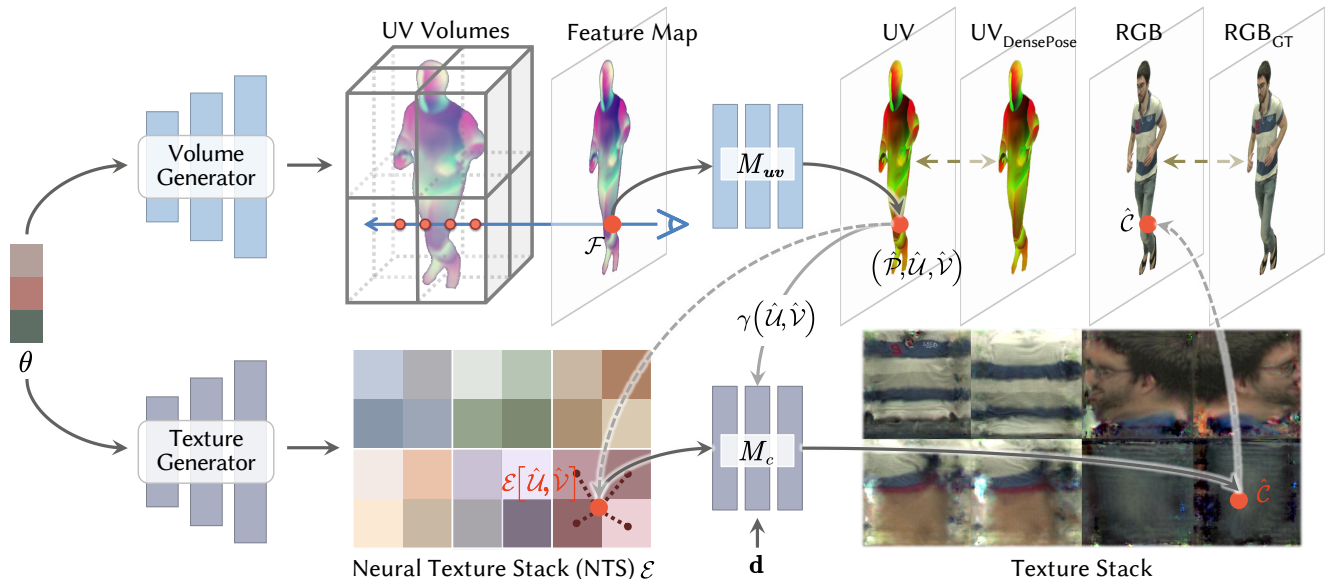 UV Volumes
Feature Map
UV
UV_DensePose
RGB
RGB_GT
Volume
Generator
M_uv
ℱ
(𝒫̂,𝒰̂,𝒱̂)
𝒞̂
γ(𝒰̂,𝒱̂)
θ
Texture
Generator
ℰ[𝒰̂,𝒱̂]
M_c
𝒞̂
d
Neural Texture Stack (NTS) ℰ
Texture Stack